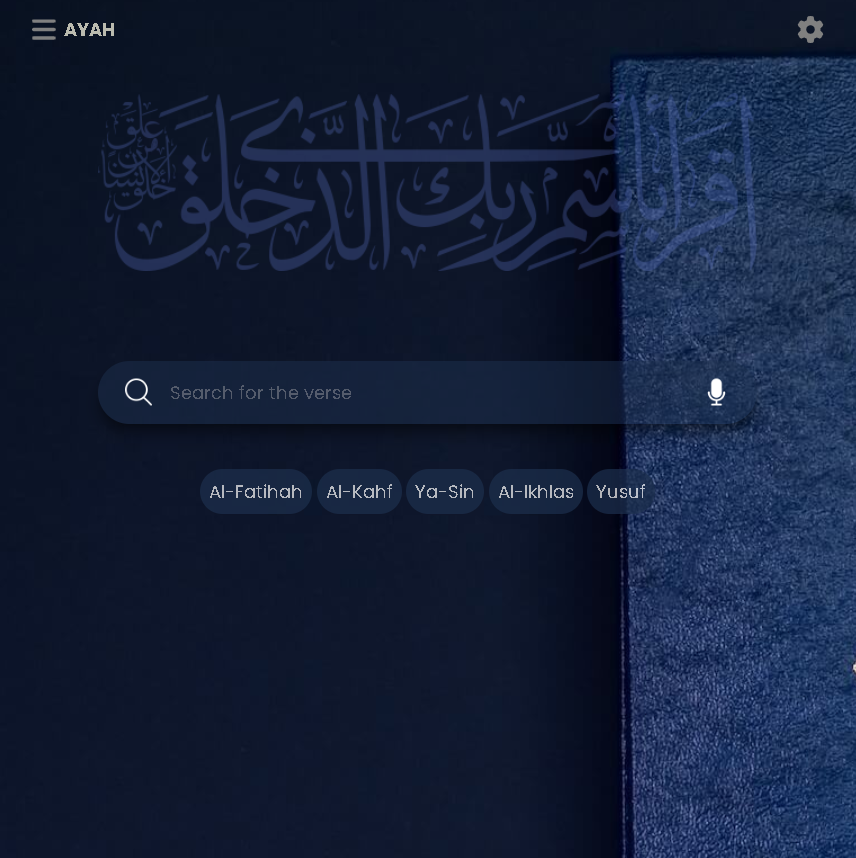 AYAH
اقرأ باسم ربك الذى خلق
خلق الإنسان من علق
Search for the verse
Al-Fatihah
Al-Kahf
Ya-Sin
Al-Ikhlas
Yusuf